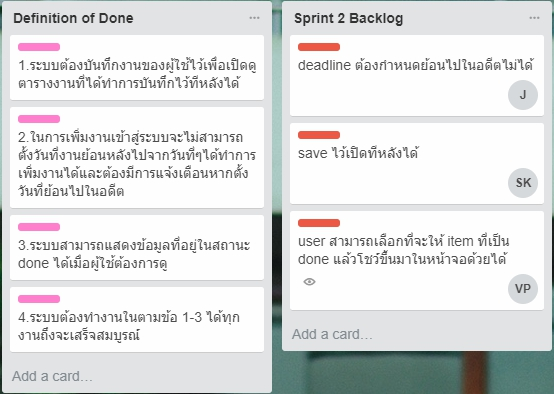 Definition of Done
1.ระบบต้องบันทึกงานของผู้ใช้ไว้เพื่อเปิดดู
ตารางงานที่ได้ทำการบันทึกไว้ทีหลังได้
2.ในการเพิ่มงานเข้าสู่ระบบจะไม่สามารถ
ตั้งวันที่งานย้อนหลังไปจากวันที่ๆได้ทำการ
เพิ่มงานได้และต้องมีการแจ้งเตือนหากตั้ง
วันที่ย้อนไปในอดีต
3.ระบบสามารถแสดงข้อมูลที่อยู่ในสถานะ
done ได้เมื่อผู้ใช้ต้องการดู
4.ระบบต้องทำงานในตามข้อ 1-3 ได้ทุก
งานถึงจะเสร็จสมบูรณ์
Add a card…
Sprint 2 Backlog
deadline ต้องกำหนดย้อนไปในอดีตไม่ได้
J
save ไว้เปิดทีหลังได้
SK
user สามารถเลือกที่จะให้ item ที่เป็น
done แล้วโชว์ขึ้นมาในหน้าจอด้วยได้
VP
Add a card…